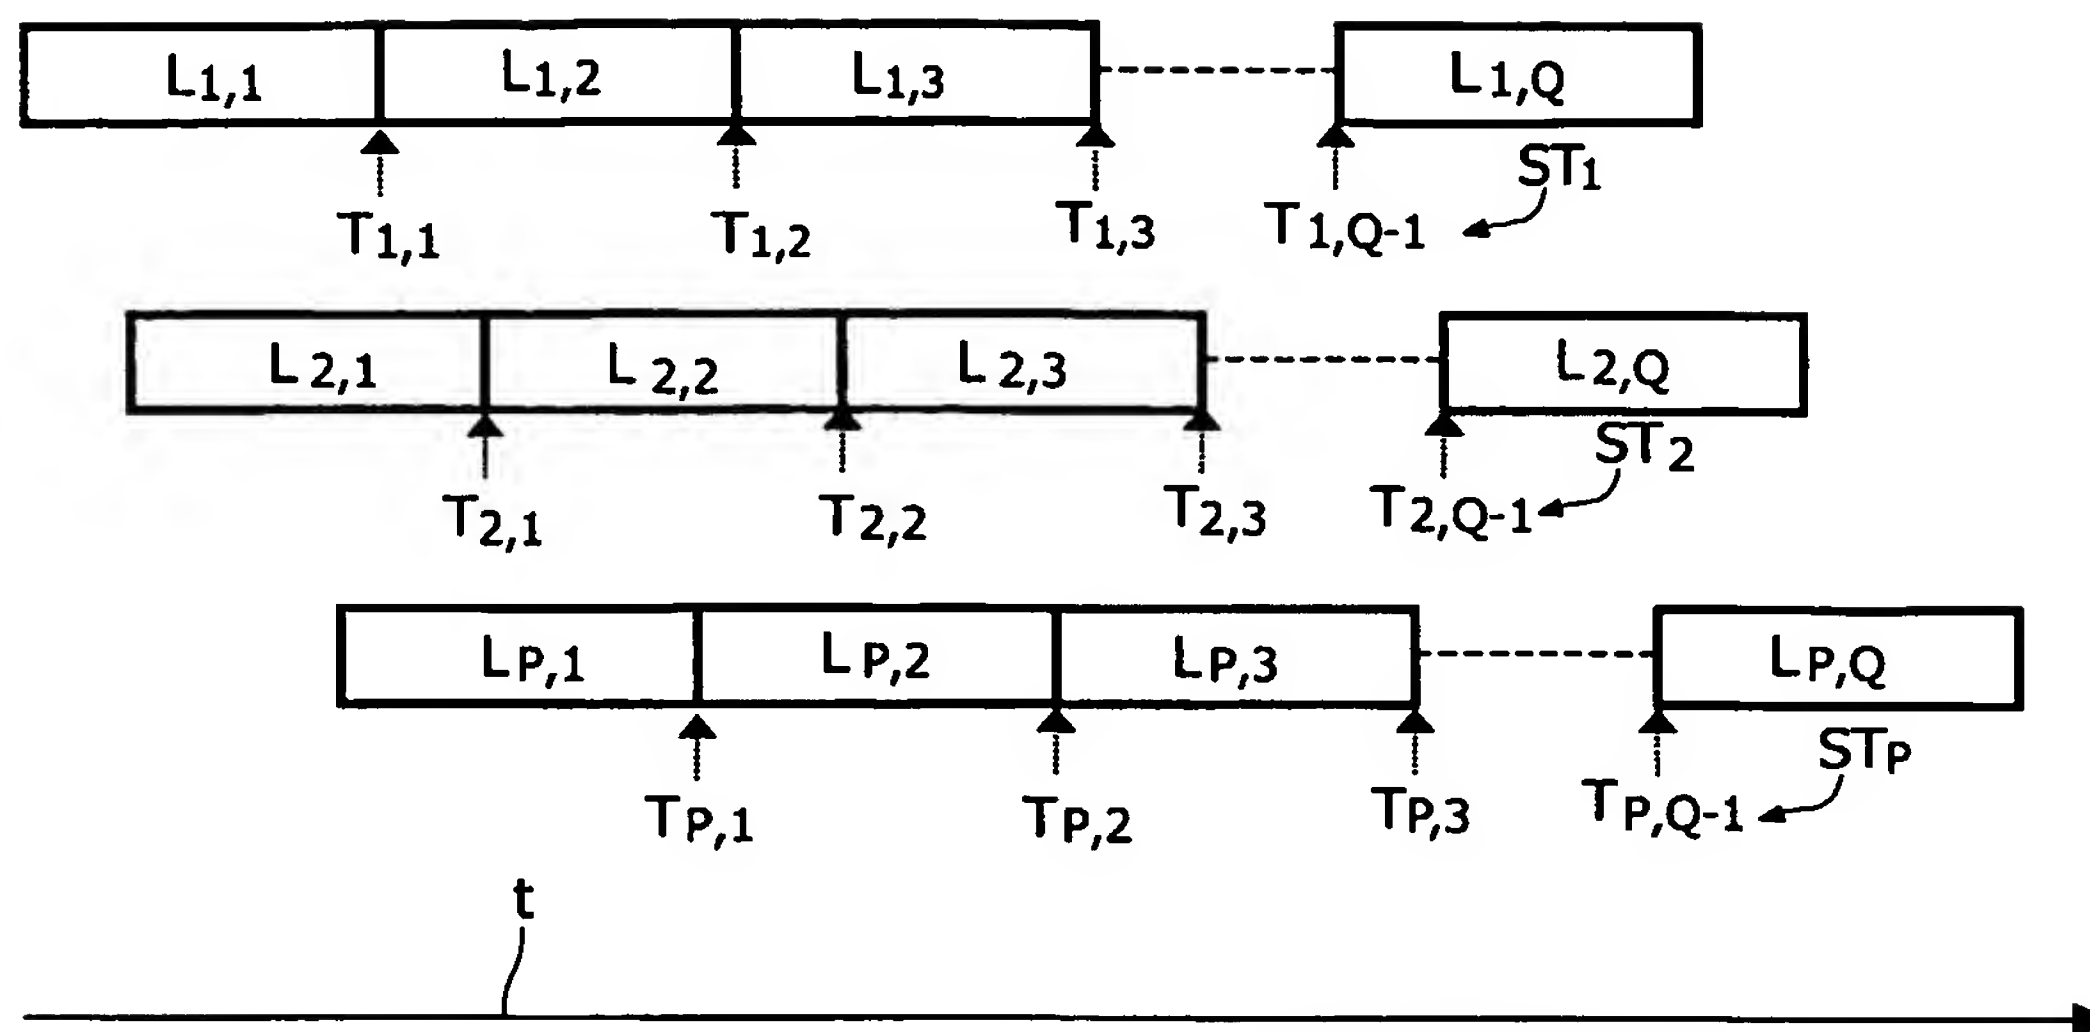 L1,1 L1,2 L1,3 L1,Q
ST1
T1,1 T1,2 T1,3 T1,Q-1
L2,1 L2,2 L2,3 L2,Q
ST2
T2,1 T2,2 T2,3 T2,Q-1
LP,1 LP,2 LP,3 LP,Q
STP
TP,1 TP,2 TP,3 TP,Q-1
t